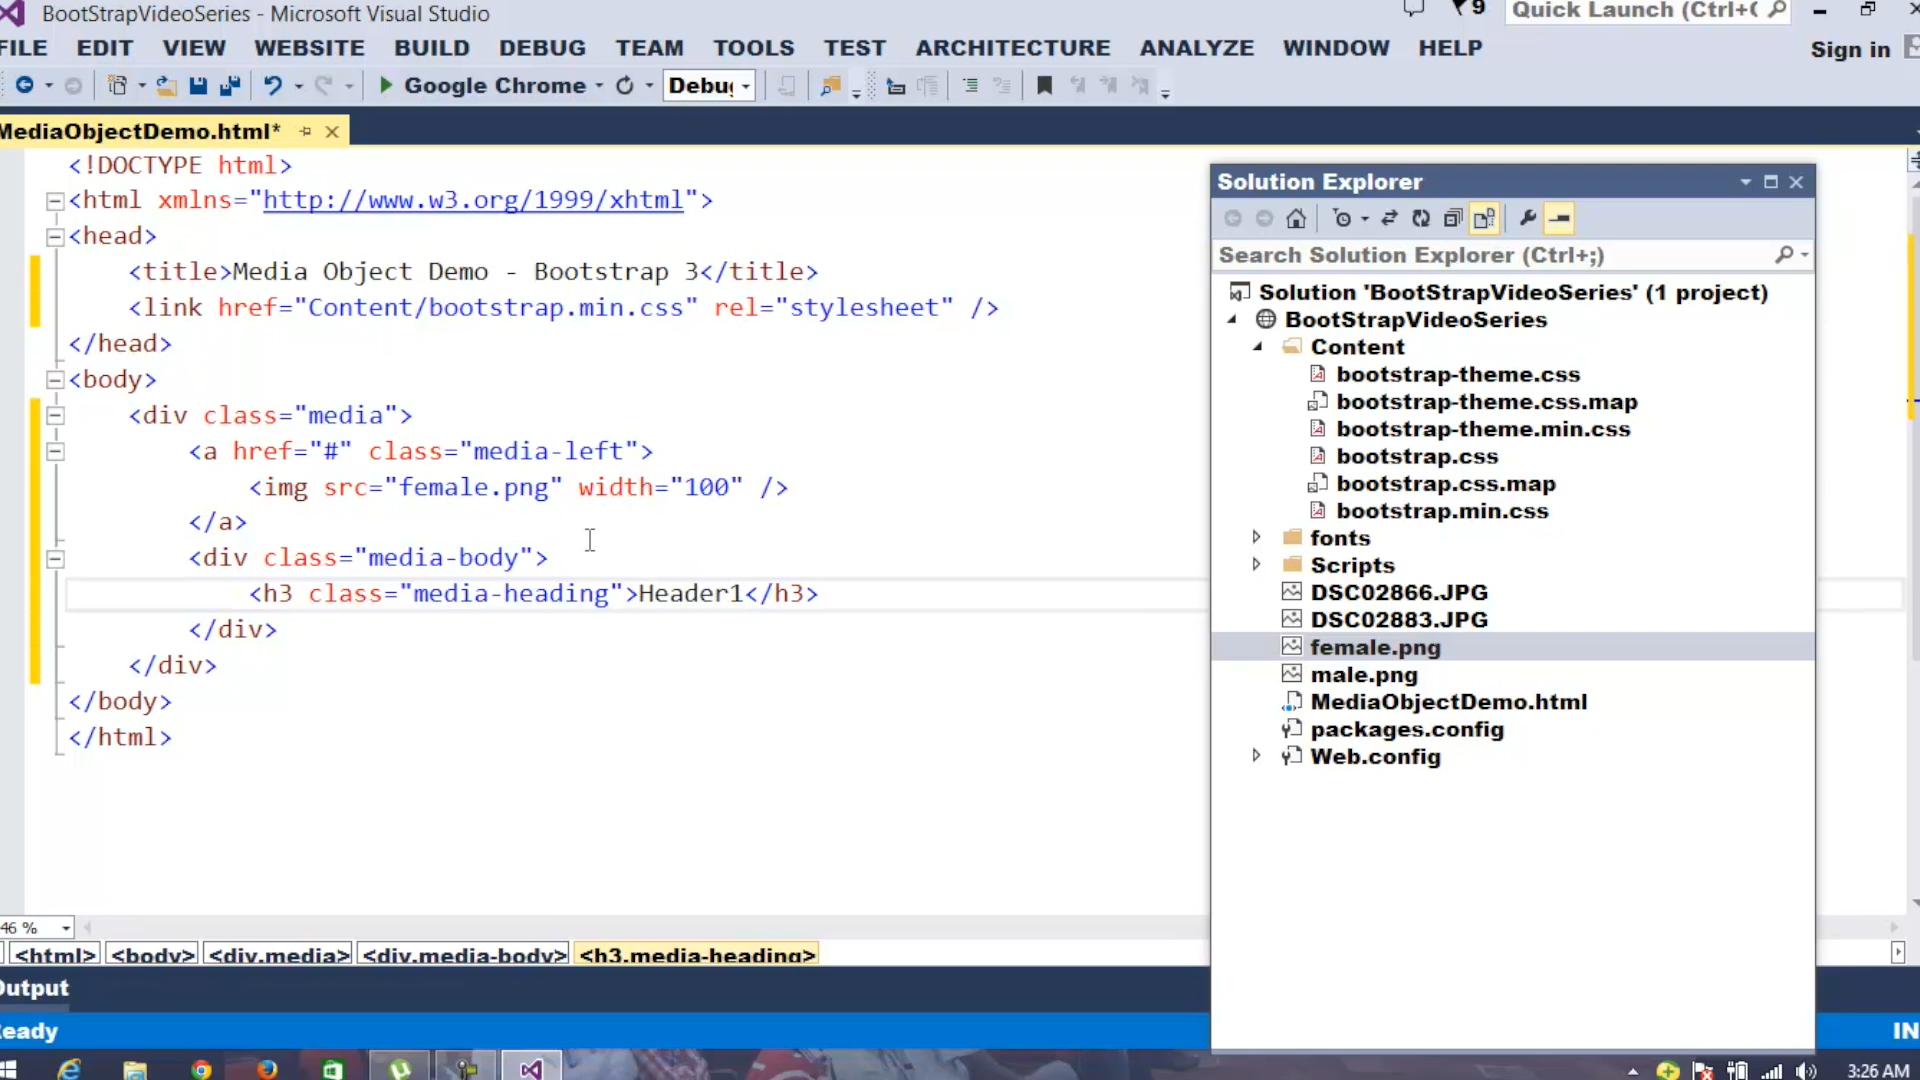 BootStrapVideoSeries - Microsoft Visual Studio
9
Quick Launch (Ctrl+
FILE EDIT VIEW WEBSITE BUILD DEBUG TEAM TOOLS TEST ARCHITECTURE ANALYZE WINDOW HELP
Sign in
Google Chrome
Debug
MediaObjectDemo.html*
<!DOCTYPE html>
<html xmlns="http://www.w3.org/1999/xhtml">
<head>
<title>Media Object Demo - Bootstrap 3</title>
<link href="Content/bootstrap.min.css" rel="stylesheet" />
</head>
<body>
<div class="media">
<a href="#" class="media-left">
<img src="female.png" width="100" />
</a>
<div class="media-body">
<h3 class="media-heading">Header1</h3>
</div>
</div>
</body>
</html>
46 %
<html> <body> <div.media> <div.media-body> <h3.media-heading>
Output
Ready
Solution Explorer
Search Solution Explorer (Ctrl+;)
Solution 'BootStrapVideoSeries' (1 project)
BootStrapVideoSeries
Content
bootstrap-theme.css
bootstrap-theme.css.map
bootstrap-theme.min.css
bootstrap.css
bootstrap.css.map
bootstrap.min.css
fonts
Scripts
DSC02866.JPG
DSC02883.JPG
female.png
male.png
MediaObjectDemo.html
packages.config
Web.config
IN
3:26 AM